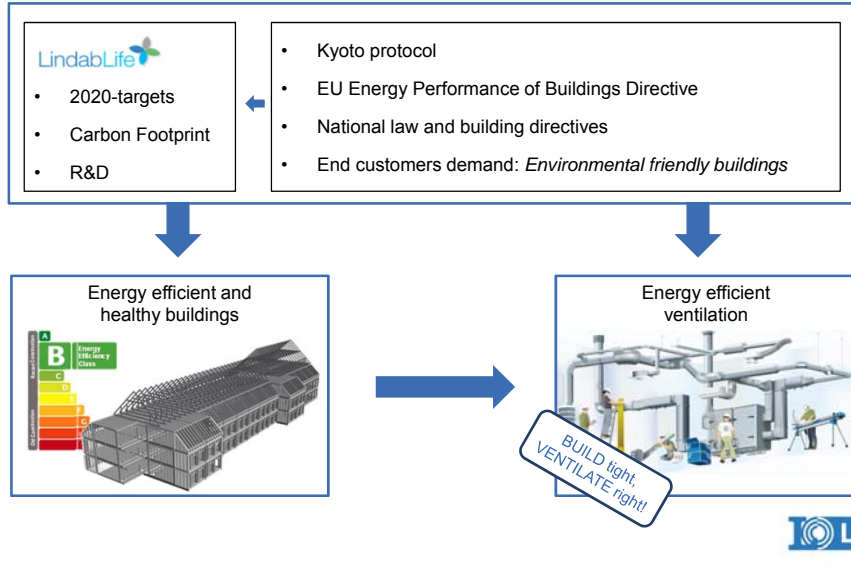 LindabLife
• 2020-targets
• Carbon Footprint
• R&D
• Kyoto protocol
• EU Energy Performance of Buildings Directive
• National law and building directives
• End customers demand: Environmental friendly buildings
Energy efficient and
healthy buildings
A
B
Energy
Efficiency
Class
C
D
E
F
G
Energy efficient
ventilation
BUILD tight,
VENTILATE right!
L